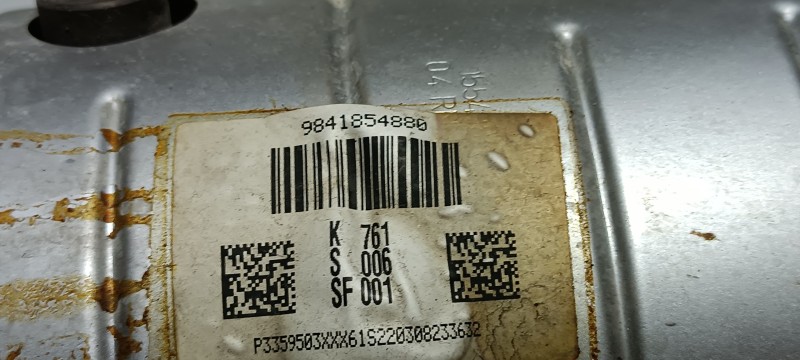 9841854880
K 761
S 006
SF 001
P3359503XXX61S220308233632